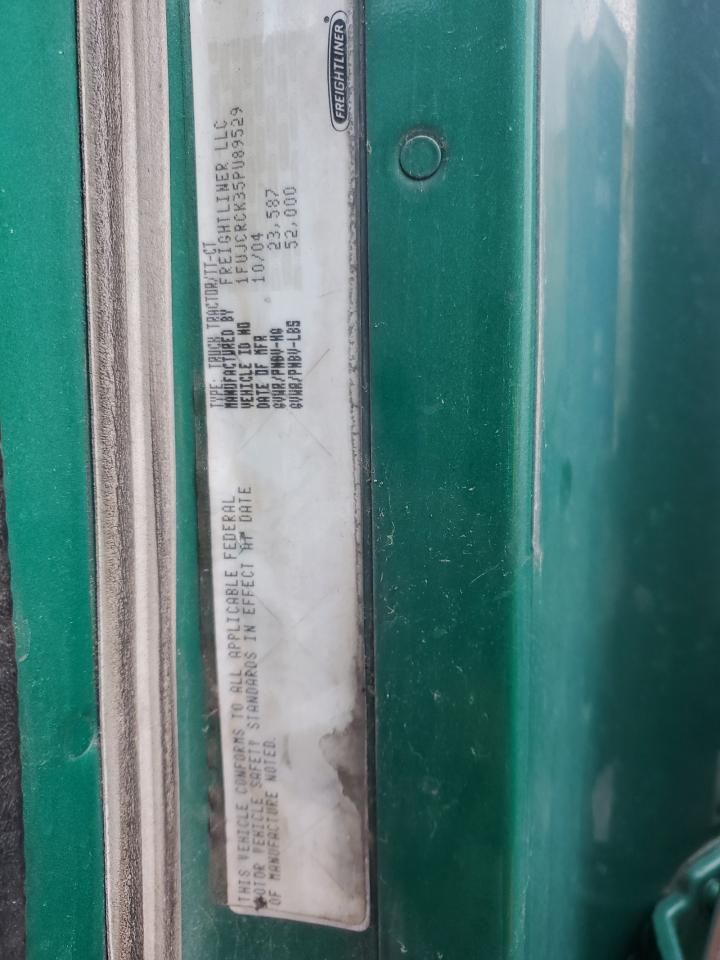 FREIGHTLINER
TYPE: TRUCK TRACTOR/TT-CT
MANUFACTURED BY FREIGHTLINER LLC
VEHICLE ID NO 1FUJCRCK35PU89529
DATE OF MFR 10/04
GVWR/PNBV-KG 23,587
GVWR/PNBV-LBS 52,000
THIS VEHICLE CONFORMS TO ALL APPLICABLE FEDERAL
MOTOR VEHICLE SAFETY STANDARDS IN EFFECT AT DATE
OF MANUFACTURE NOTED.